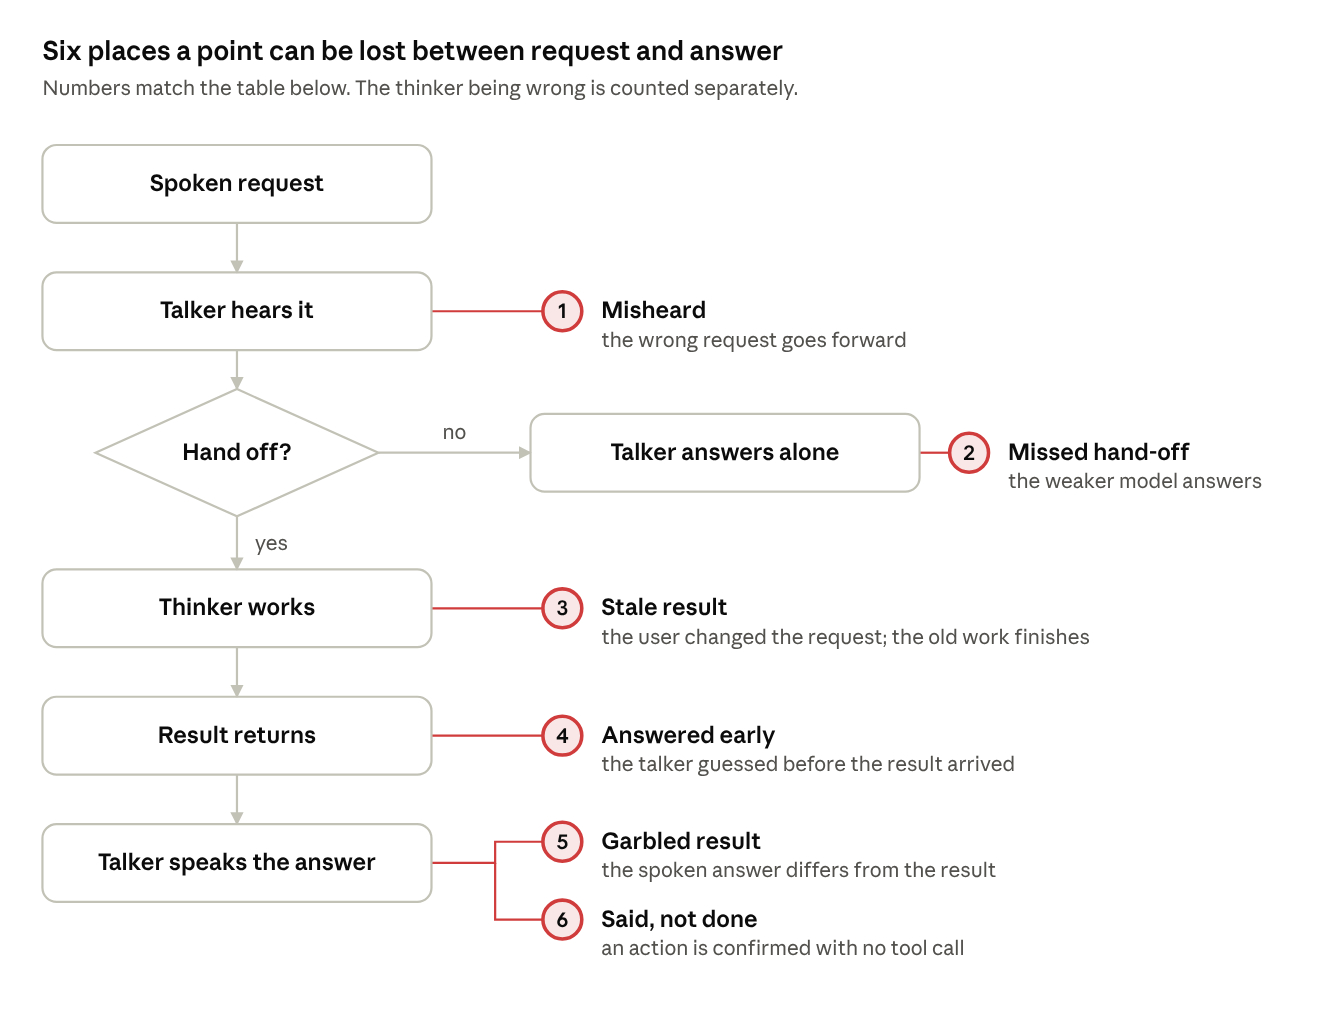 Six places a point can be lost between request and answer
Numbers match the table below. The thinker being wrong is counted separately.
Spoken request
Talker hears it
1
Misheard
the wrong request goes forward
Hand off?
no
Talker answers alone
2
Missed hand-off
the weaker model answers
yes
Thinker works
3
Stale result
the user changed the request; the old work finishes
Result returns
4
Answered early
the talker guessed before the result arrived
Talker speaks the answer
5
Garbled result
the spoken answer differs from the result
6
Said, not done
an action is confirmed with no tool call